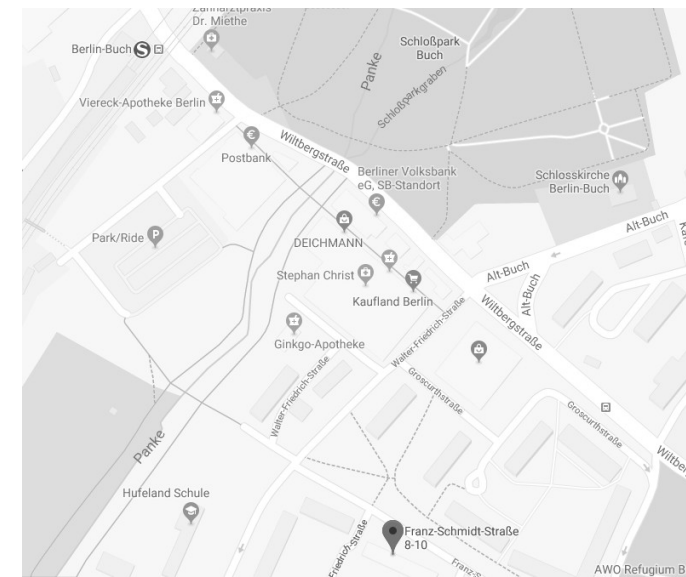 Zahnarztpraxis
Dr. Miethe
Berlin-Buch
S
Schloßpark
Buch
Panke
Schloßparkgraben
Viereck-Apotheke Berlin
€
Postbank
Wiltbergstraße
Berliner Volksbank
eG, SB-Standort
€
Schlosskirche
Berlin-Buch
Alt-Buch
Park/Ride
P
DEICHMANN
Stephan Christ
Kaufland Berlin
Alt-Buch
Alt-Buch
Wiltbergstraße
Ginkgo-Apotheke
Walter-Friedrich-Straße
Walter-Friedrich-Straße
Groscurthstraße
Groscurthstraße
Panke
Hufeland Schule
Franz-Schmidt-Straße
8-10
Friedrich-Straße
Franz-S
AWO Refugium B